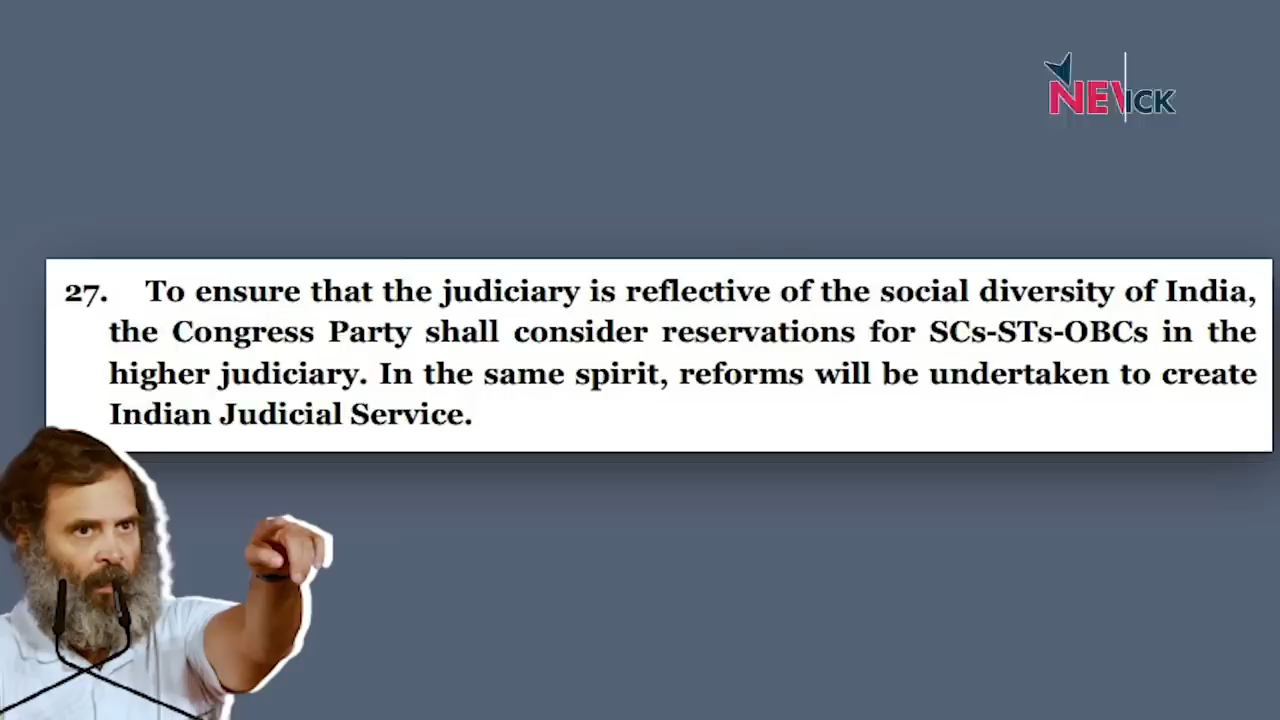 27. To ensure that the judiciary is reflective of the social diversity of India,
the Congress Party shall consider reservations for SCs-STs-OBCs in the
higher judiciary. In the same spirit, reforms will be undertaken to create
Indian Judicial Service.